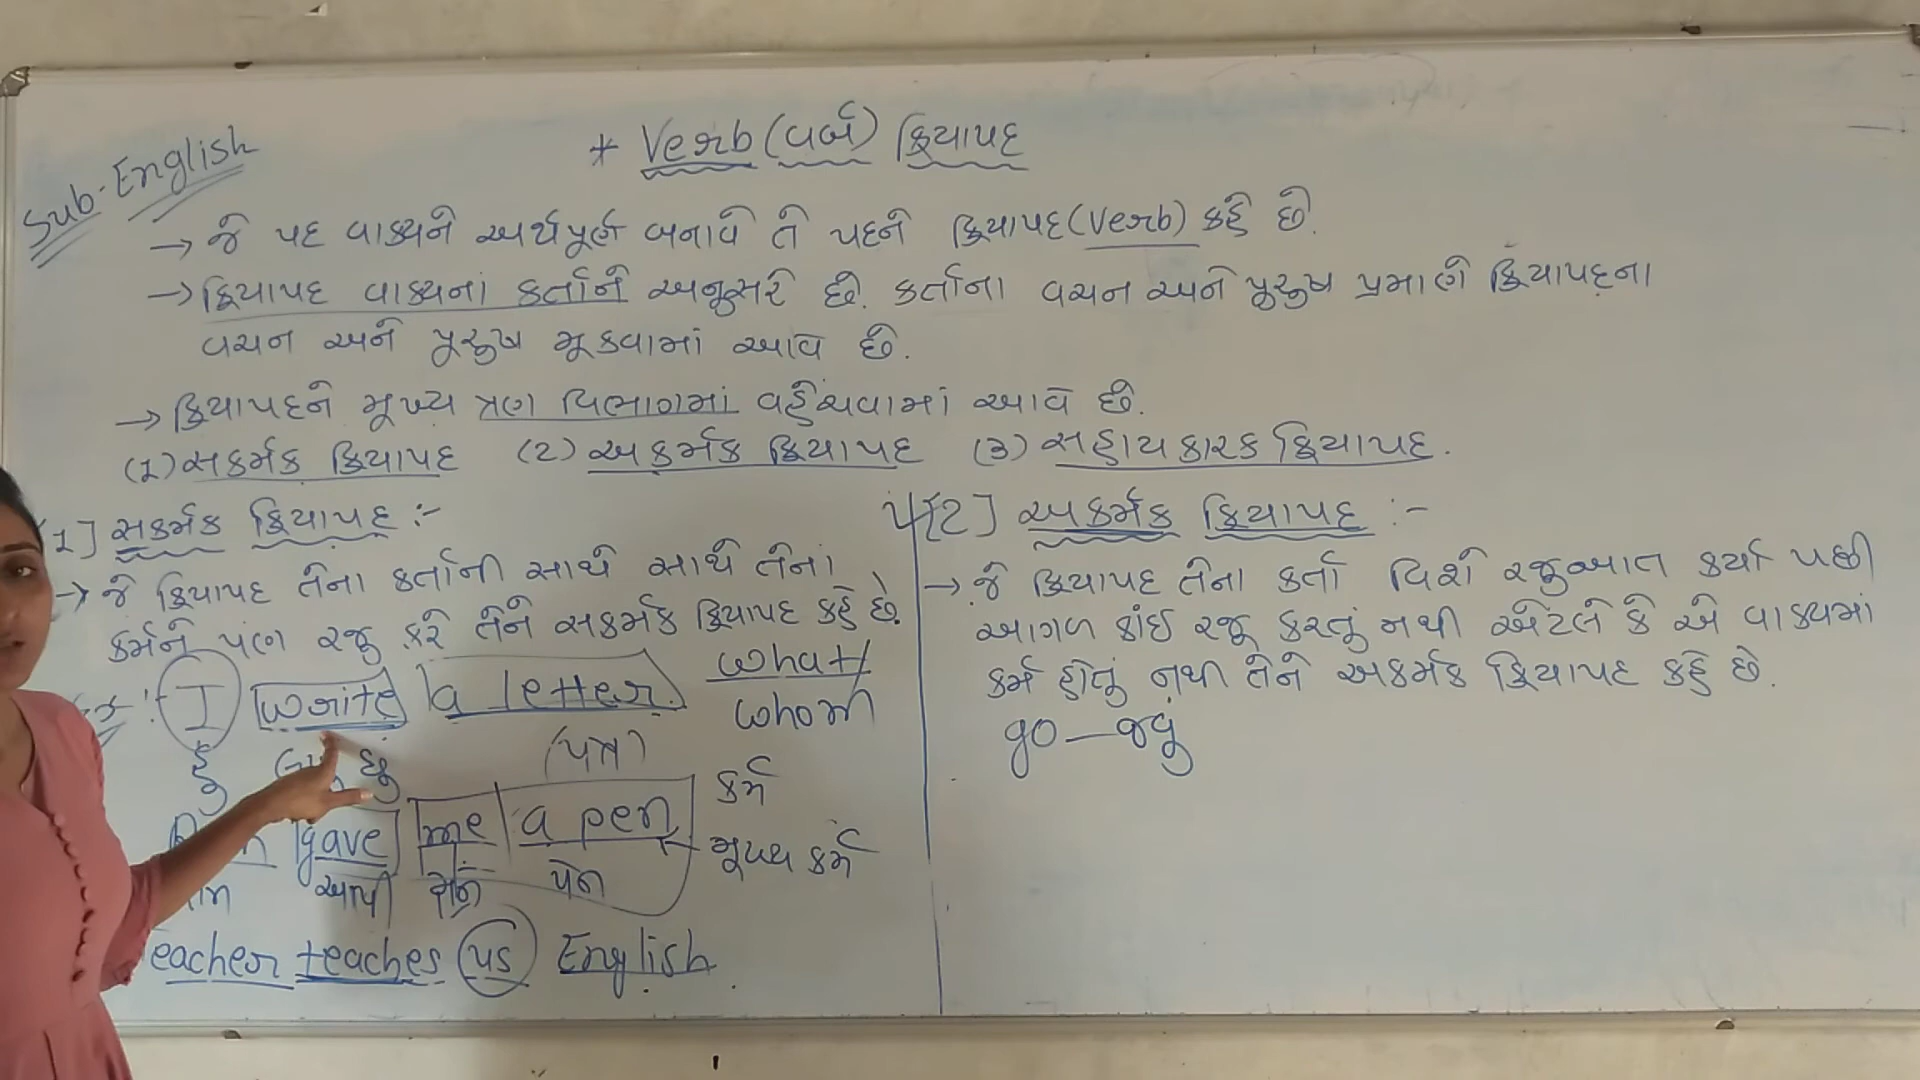 Sub-English
* Verb (વર્બ) ક્રિયાપદ
→ જે પદ વાક્યને અર્થપૂર્ણ બનાવે તે પદને ક્રિયાપદ (Verb) કહે છે.
→ ક્રિયાપદ વાક્યનાં કર્તાને અનુસરે છે. કર્તાના વચન અને પુરુષ પ્રમાણે ક્રિયાપદના
વચન અને પુરુષ મૂકવામાં આવે છે.
→ ક્રિયાપદને મુખ્ય ત્રણ વિભાગમાં વહેંચવામાં આવે છે.
(૧) સકર્મક ક્રિયાપદ (૨) અકર્મક ક્રિયાપદ (૩) સહાયકારક ક્રિયાપદ.
1] સકર્મક ક્રિયાપદ :-
→ જે ક્રિયાપદ તેના કર્તાની સાથે સાથે તેનાં
કર્મને પણ રજુ કરે તેને સકર્મક ક્રિયાપદ કહે છે.
I write a letter. what/
whom
હું છું (પત્ર)
કર્મ
gave me a pen
મુખ્ય કર્મ
આપી મને પેન
eacher teaches us English.
[2] અકર્મક ક્રિયાપદ :-
→ જે ક્રિયાપદ તેના કર્તા વિશે રજુઆત કર્યા પછી
આગળ કાંઈ રજૂ કરતું નથી એટલે કે એ વાક્યમાં
કર્મ હોતું નથી તેને અકર્મક ક્રિયાપદ કહે છે.
go — જવું